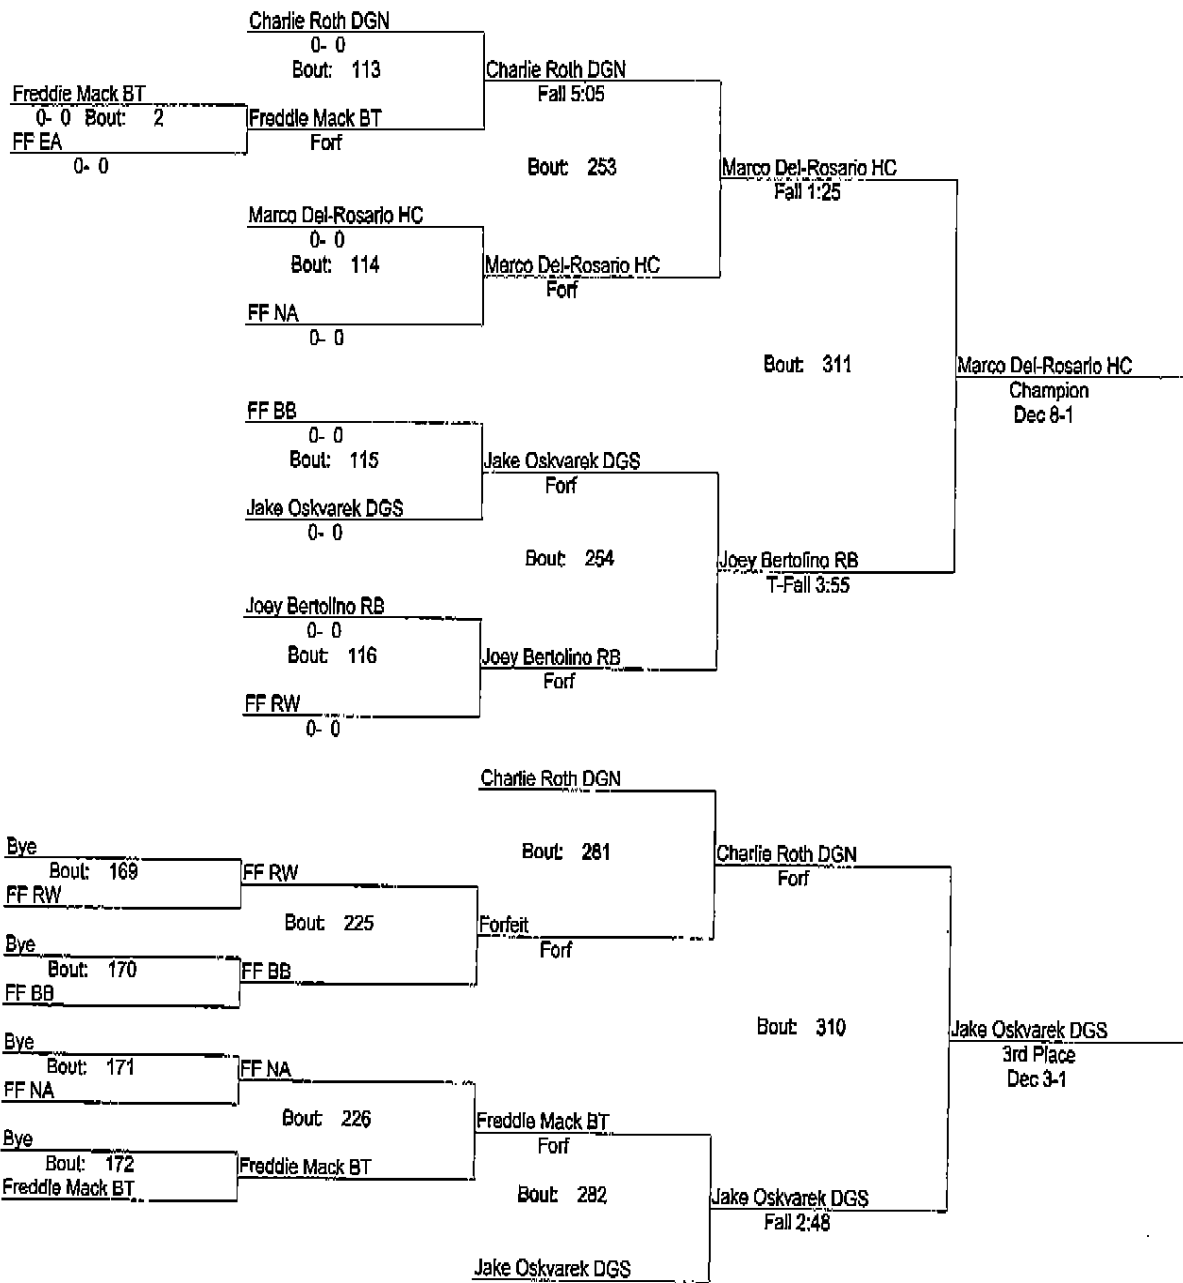 Charlie Roth DGN
0- 0
Bout: 113
Charlie Roth DGN
Fall 5:05
Freddie Mack BT
0- 0 Bout: 2
Freddie Mack BT
Forf
FF EA
0- 0
Bout: 253
Marco Del-Rosario HC
Fall 1:25
Marco Del-Rosario HC
0- 0
Bout: 114
Marco Del-Rosario HC
Forf
FF NA
0- 0
Bout: 311
Marco Del-Rosario HC
Champion
Dec 8-1
FF BB
0- 0
Bout: 115
Jake Oskvarek DGS
Forf
Jake Oskvarek DGS
0- 0
Bout: 254
Joey Bertolino RB
T-Fall 3:55
Joey Bertolino RB
0- 0
Bout: 116
Joey Bertolino RB
Forf
FF RW
0- 0
Charlie Roth DGN
Bout: 281
Charlie Roth DGN
Forf
Bye
Bout: 169
FF RW
FF RW
Bout: 225
Forfeit
Forf
Bye
Bout: 170
FF BB
FF BB
Bout: 310
Jake Oskvarek DGS
3rd Place
Dec 3-1
Bye
Bout: 171
FF NA
FF NA
Bout: 226
Freddie Mack BT
Forf
Bye
Bout: 172
Freddie Mack BT
Freddie Mack BT
Bout: 282
Jake Oskvarek DGS
Fall 2:48
Jake Oskvarek DGS